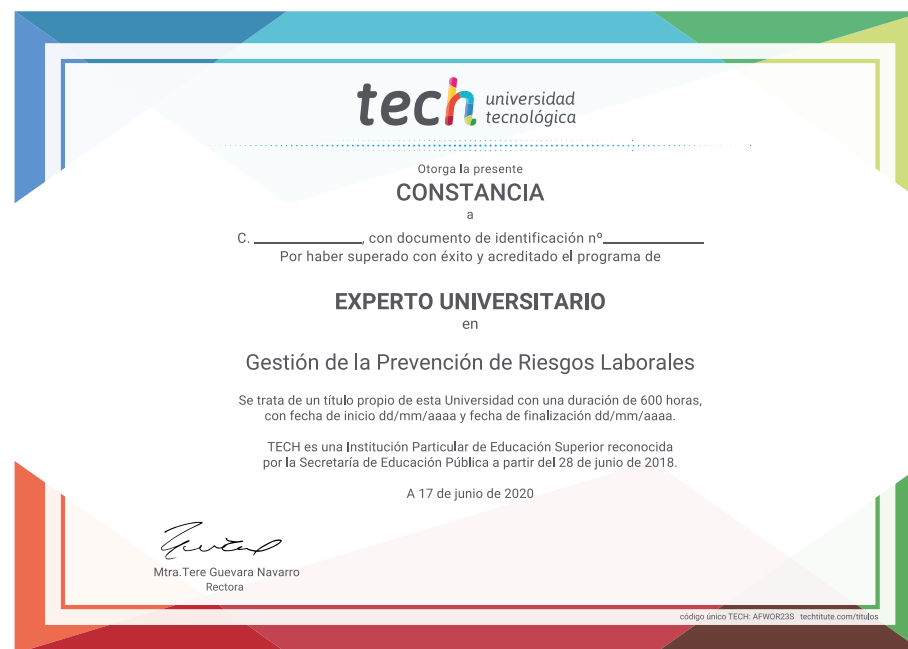 tech universidad
tecnológica
Otorga la presente
CONSTANCIA
a
C. ____________, con documento de identificación nº____________
Por haber superado con éxito y acreditado el programa de
EXPERTO UNIVERSITARIO
en
Gestión de la Prevención de Riesgos Laborales
Se trata de un título propio de esta Universidad con una duración de 600 horas,
con fecha de inicio dd/mm/aaaa y fecha de finalización dd/mm/aaaa.
TECH es una Institución Particular de Educación Superior reconocida
por la Secretaría de Educación Pública a partir del 28 de junio de 2018.
A 17 de junio de 2020
Mtra.Tere Guevara Navarro
Rectora
código único TECH: AFWOR23S techtitute.com/titulos